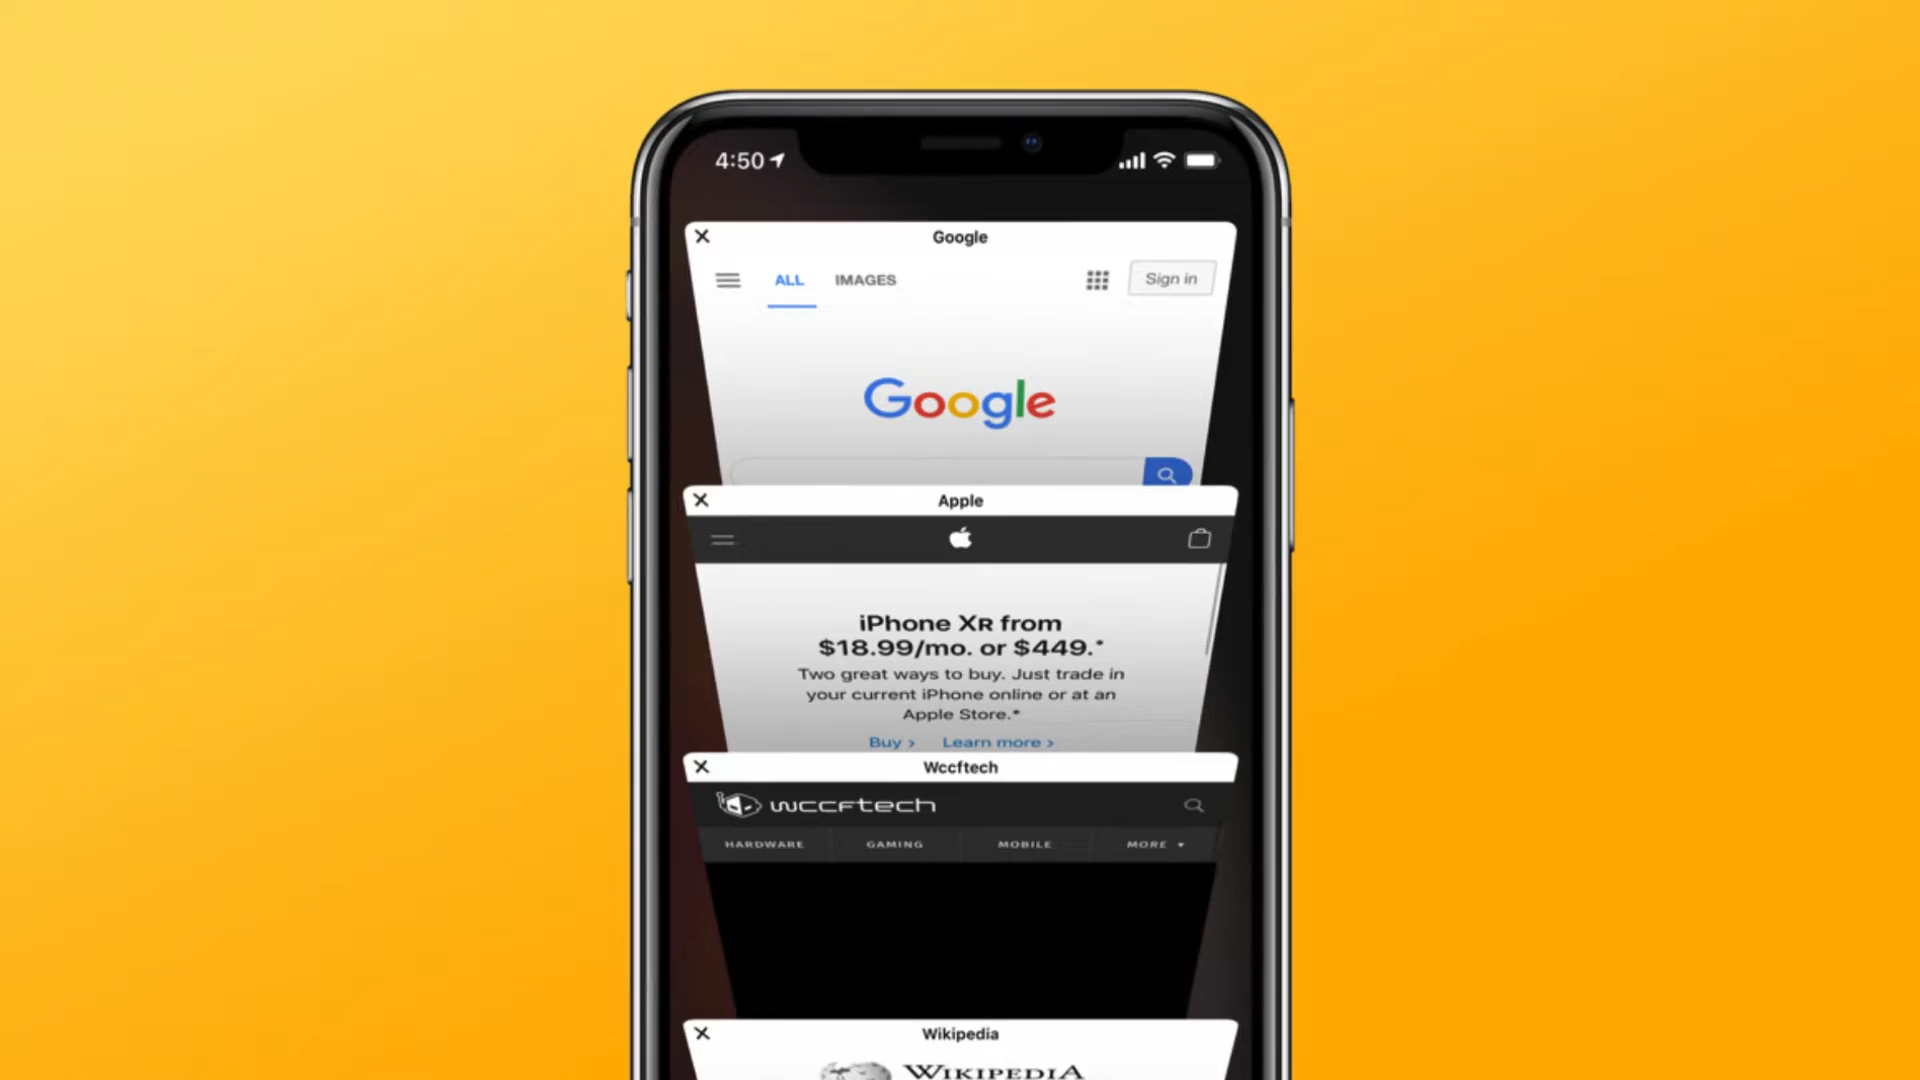 4:50
Google
ALL IMAGES Sign in
Google
Apple
iPhone XR from
$18.99/mo. or $449.*
Two great ways to buy. Just trade in
your current iPhone online or at an
Apple Store.*
Buy > Learn more >
Wccftech
wccftech
HARDWARE GAMING MOBILE MORE
Wikipedia
WIKIPEDIA